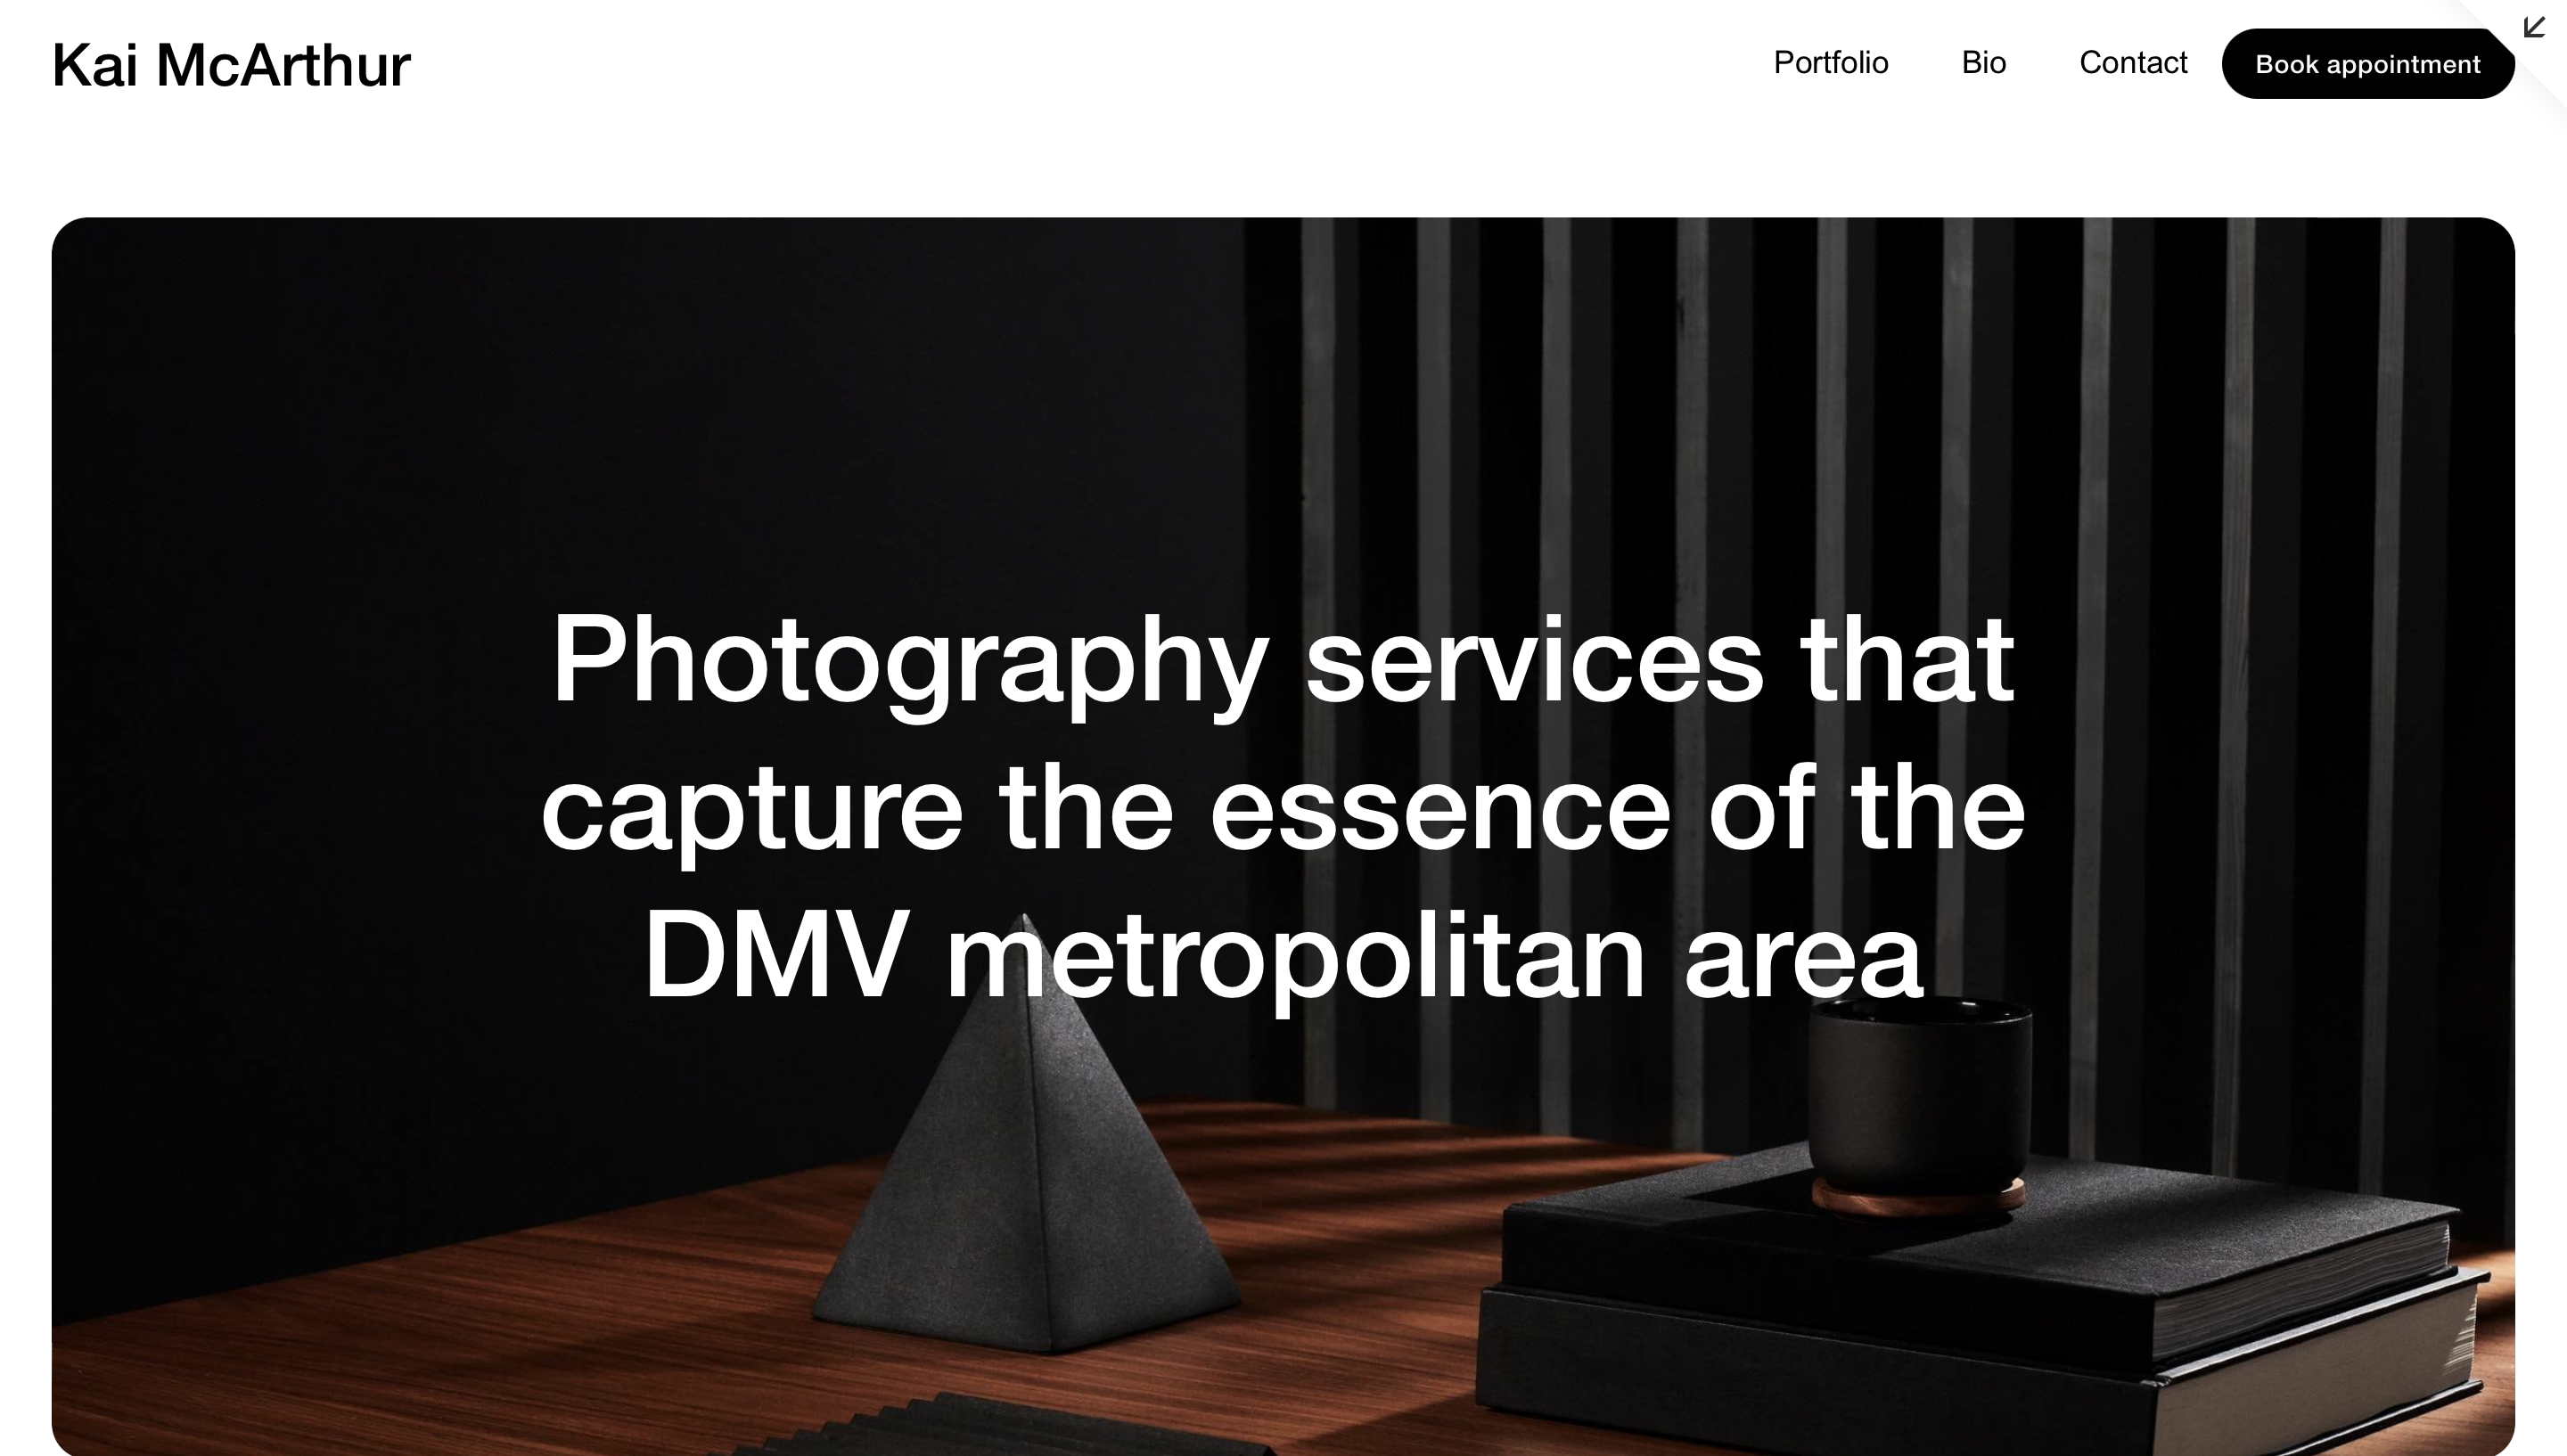 Kai McArthur
Portfolio Bio Contact Book appointment
Photography services that
capture the essence of the
DMV metropolitan area